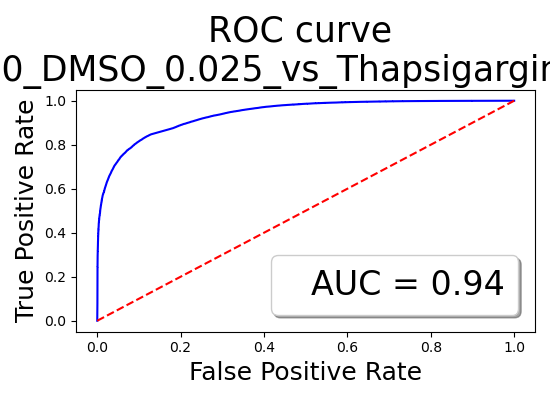 ROC curve
0_DMSO_0.025_vs_Thapsigargin
True Positive Rate
1.0
0.8
0.6
0.4
0.2
0.0
AUC = 0.94
0.0 0.2 0.4 0.6 0.8 1.0
False Positive Rate